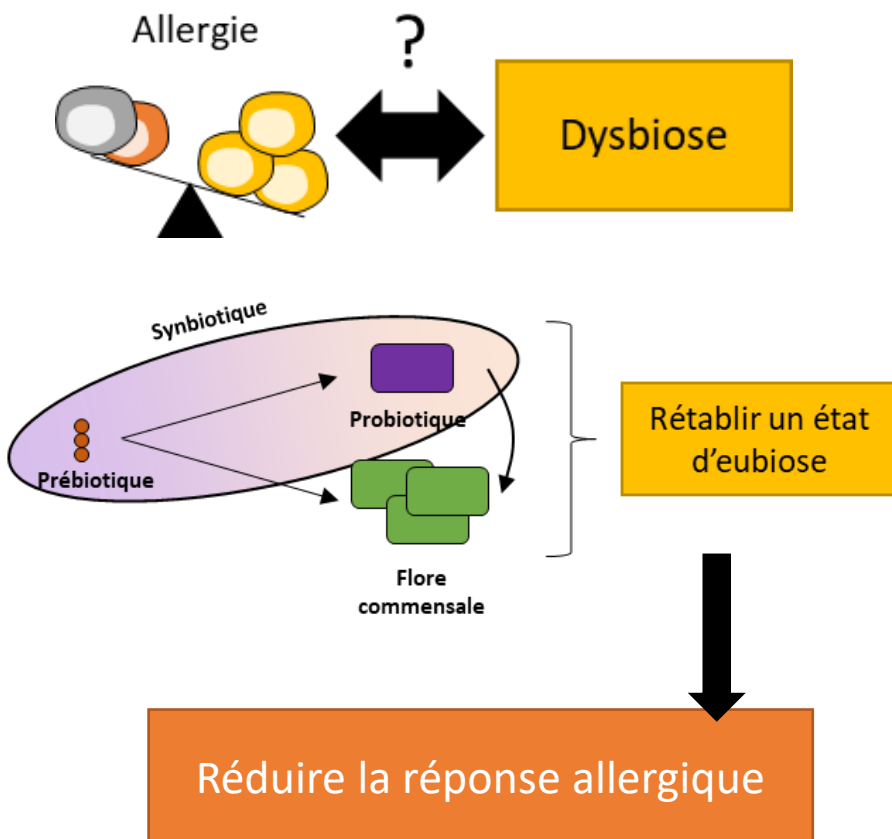 Allergie
?
Dysbiose
Synbiotique
Probiotique
Prébiotique
Flore
commensale
Rétablir un état
d’eubiose
Réduire la réponse allergique